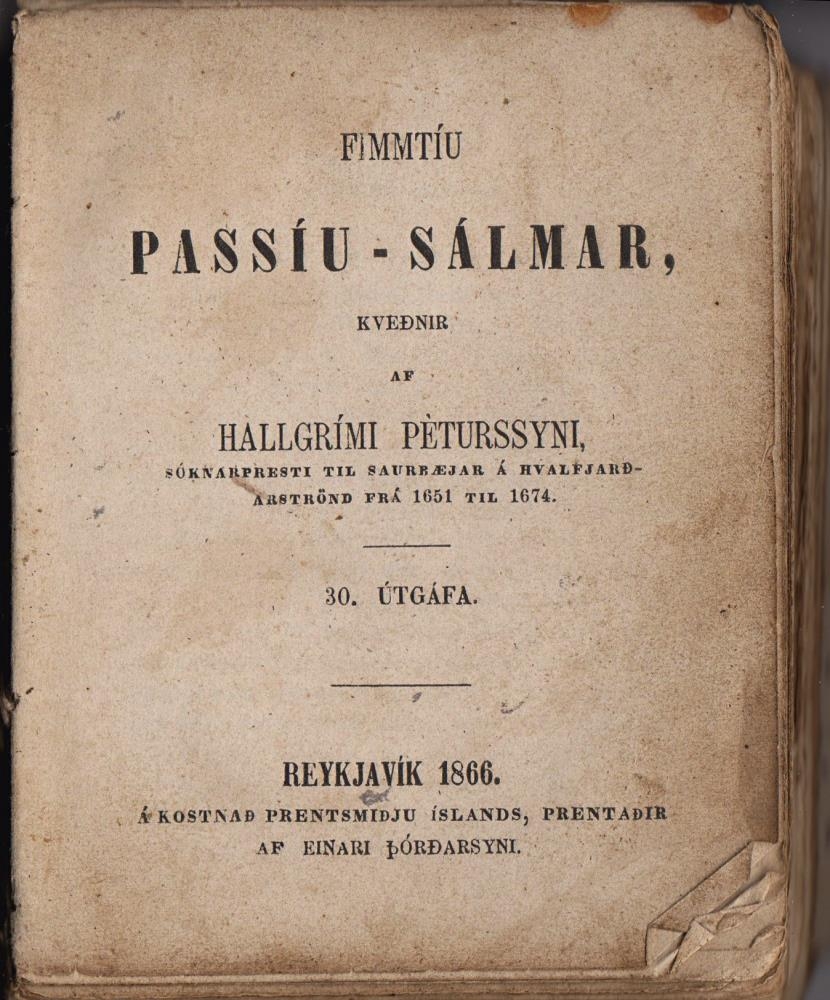 FIMMTÍU
PASSÍU - SÁLMAR,
KVEÐNIR
AF
HALLGRÍMI PÈTURSSYNI,
SÓKNARPRESTI TIL SAURBÆJAR Á HVALFJARÐ-
ARSTRÖND FRÁ 1651 TIL 1674.
30. ÚTGÁFA.
REYKJAVÍK 1866.
Á KOSTNAÐ PRENTSMIÐJU ÍSLANDS, PRENTAÐIR
AF EINARI ÞÓRÐARSYNI.